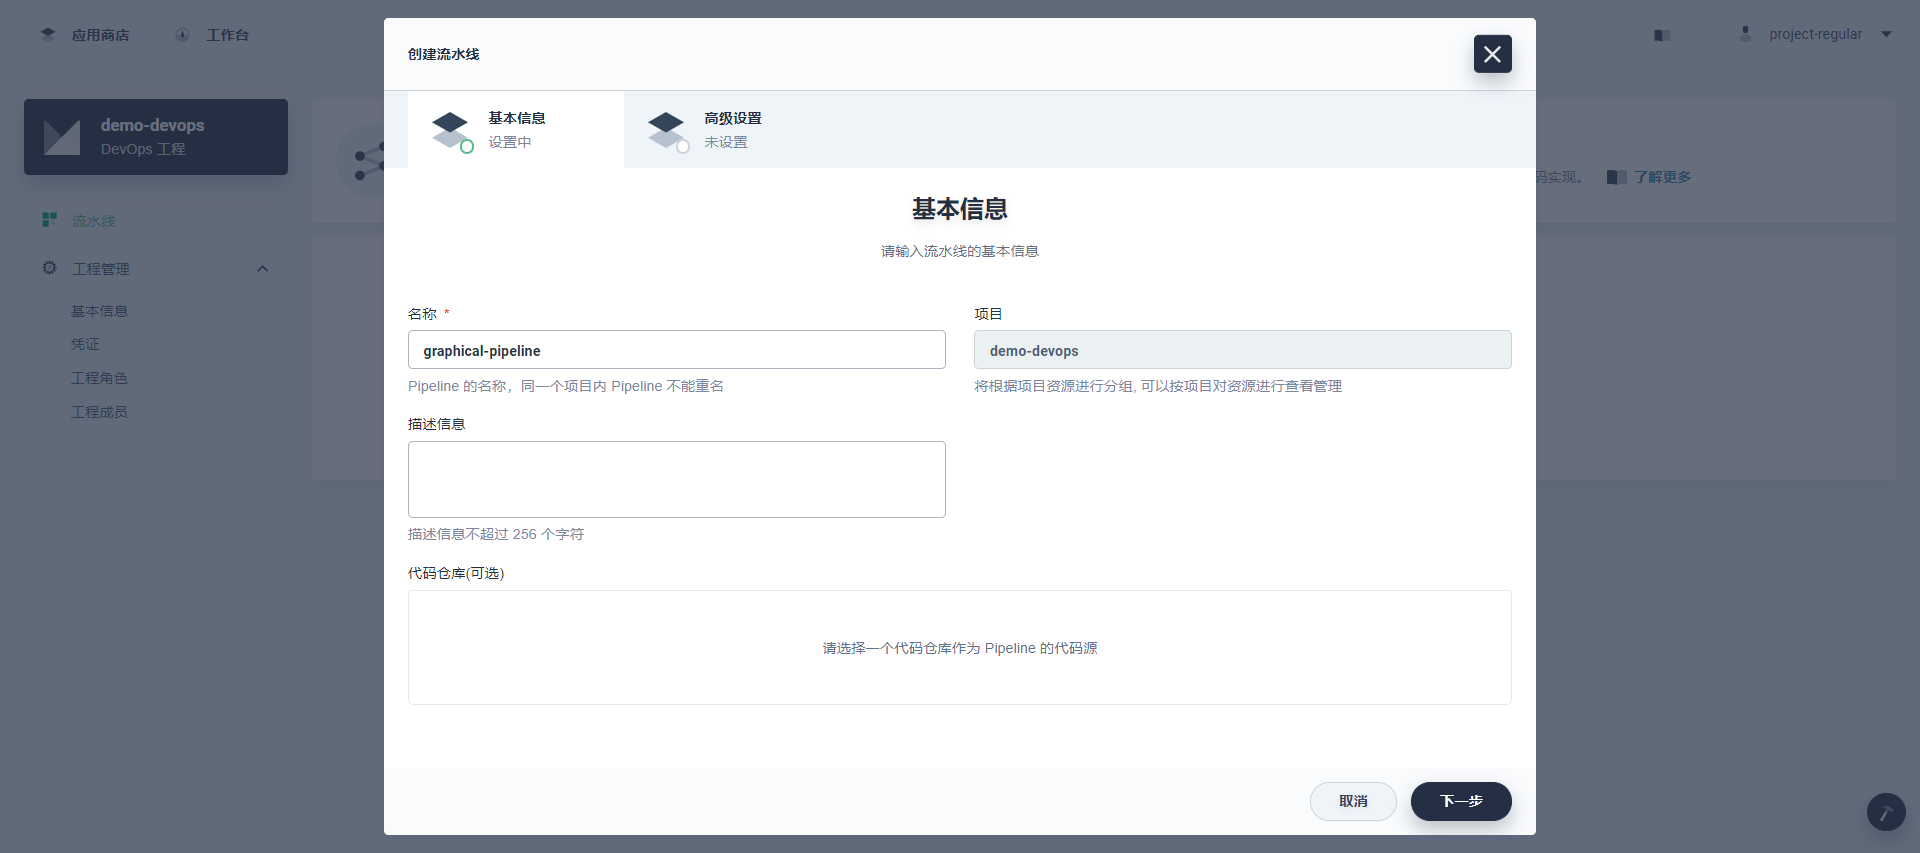 应用商店
工作台
project-regular
demo-devops
DevOps 工程
流水线
工程管理
基本信息
凭证
工程角色
工程成员
码实现。
了解更多
创建流水线
基本信息
设置中
高级设置
未设置
基本信息
请输入流水线的基本信息
名称 *
graphical-pipeline
Pipeline 的名称，同一个项目内 Pipeline 不能重名
项目
demo-devops
将根据项目资源进行分组, 可以按项目对资源进行查看管理
描述信息
描述信息不超过 256 个字符
代码仓库(可选)
请选择一个代码仓库作为 Pipeline 的代码源
取消
下一步